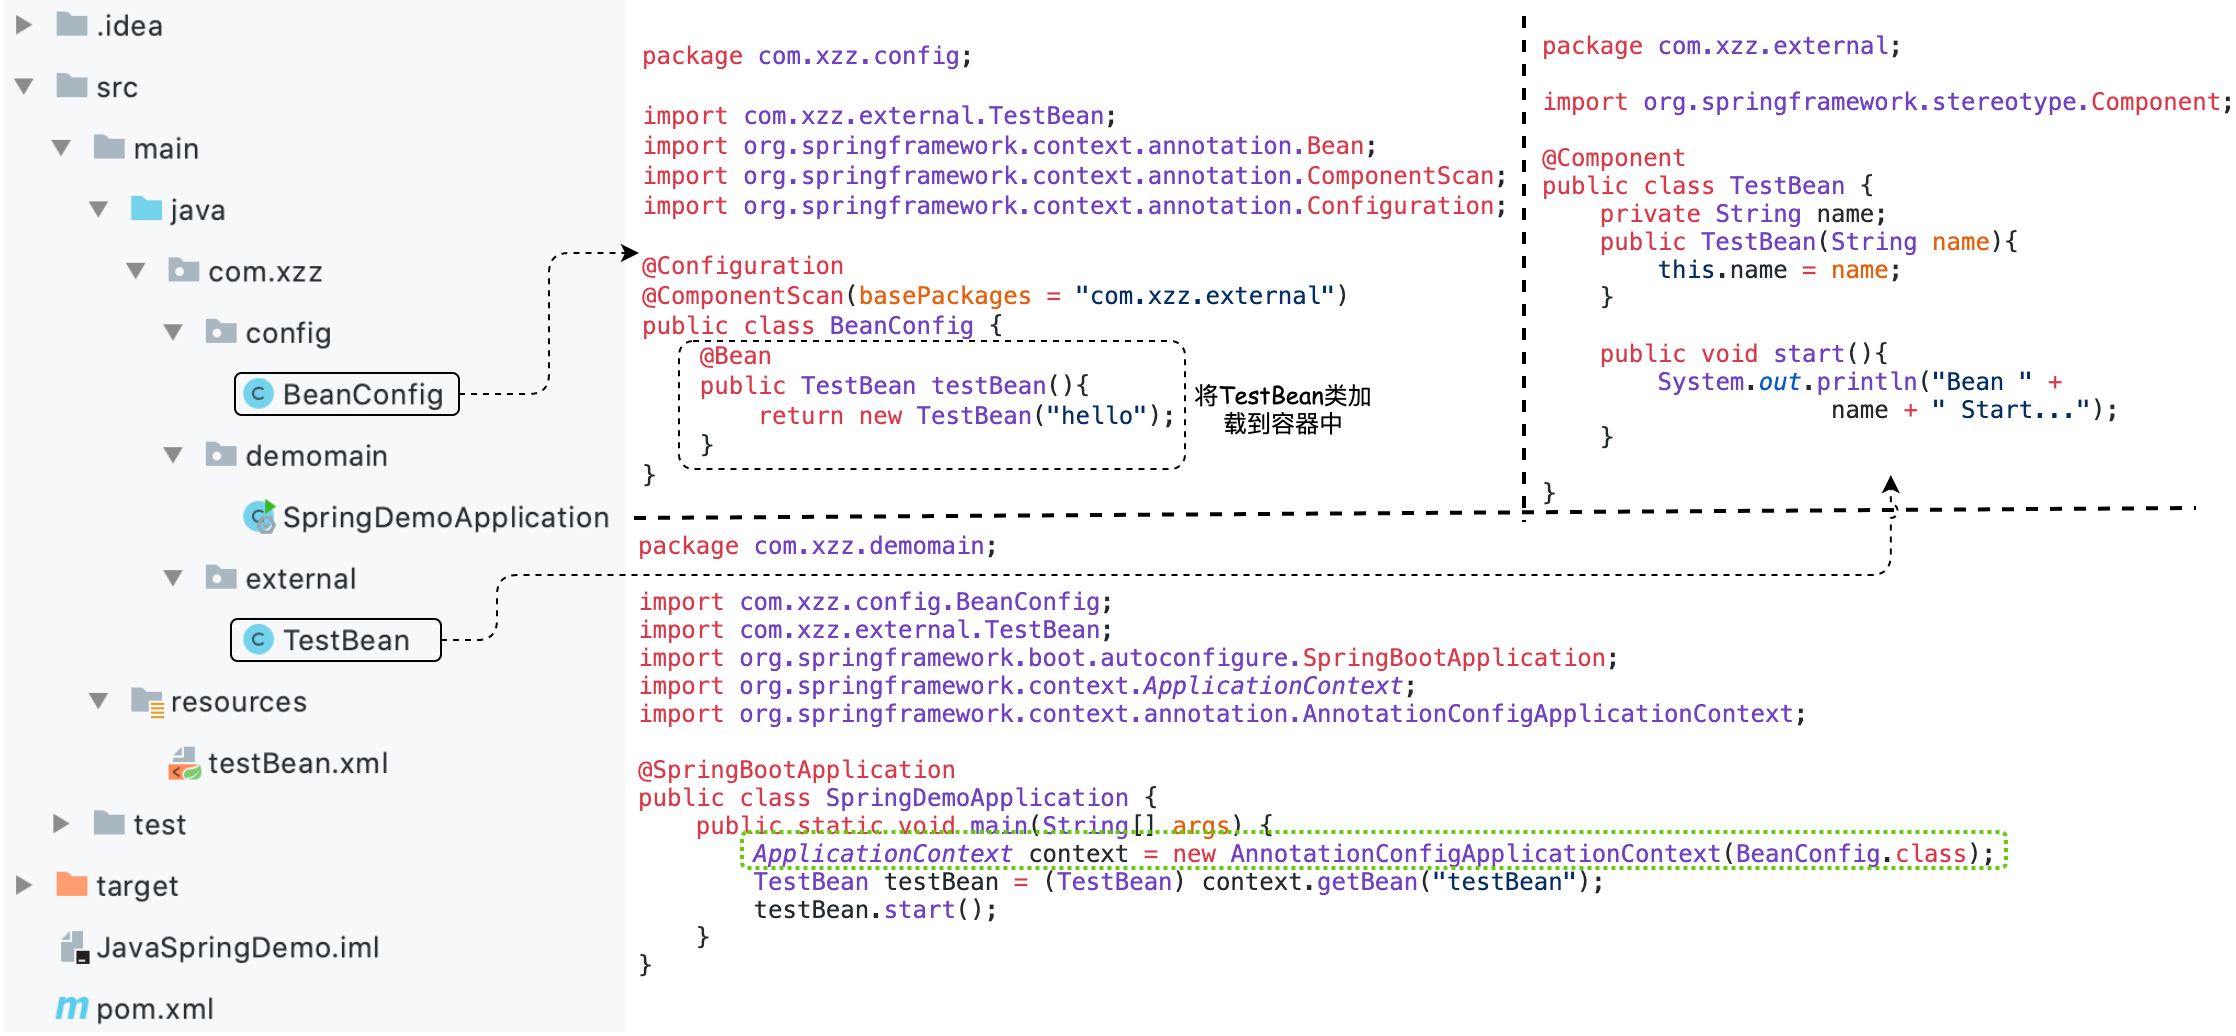 .idea
src
main
java
com.xzz
config
BeanConfig
demomain
SpringDemoApplication
external
TestBean
resources
testBean.xml
test
target
JavaSpringDemo.iml
pom.xml
package com.xzz.config;
import com.xzz.external.TestBean;
import org.springframework.context.annotation.Bean;
import org.springframework.context.annotation.ComponentScan;
import org.springframework.context.annotation.Configuration;
@Configuration
@ComponentScan(basePackages = "com.xzz.external")
public class BeanConfig {
@Bean
public TestBean testBean(){
return new TestBean("hello");
}
}
将TestBean类加
载到容器中
package com.xzz.external;
import org.springframework.stereotype.Component;
@Component
public class TestBean {
private String name;
public TestBean(String name){
this.name = name;
}
public void start(){
System.out.println("Bean " +
name + " Start...");
}
}
package com.xzz.demomain;
import com.xzz.config.BeanConfig;
import com.xzz.external.TestBean;
import org.springframework.boot.autoconfigure.SpringBootApplication;
import org.springframework.context.ApplicationContext;
import org.springframework.context.annotation.AnnotationConfigApplicationContext;
@SpringBootApplication
public class SpringDemoApplication {
public static void main(String[] args) {
ApplicationContext context = new AnnotationConfigApplicationContext(BeanConfig.class);
TestBean testBean = (TestBean) context.getBean("testBean");
testBean.start();
}
}